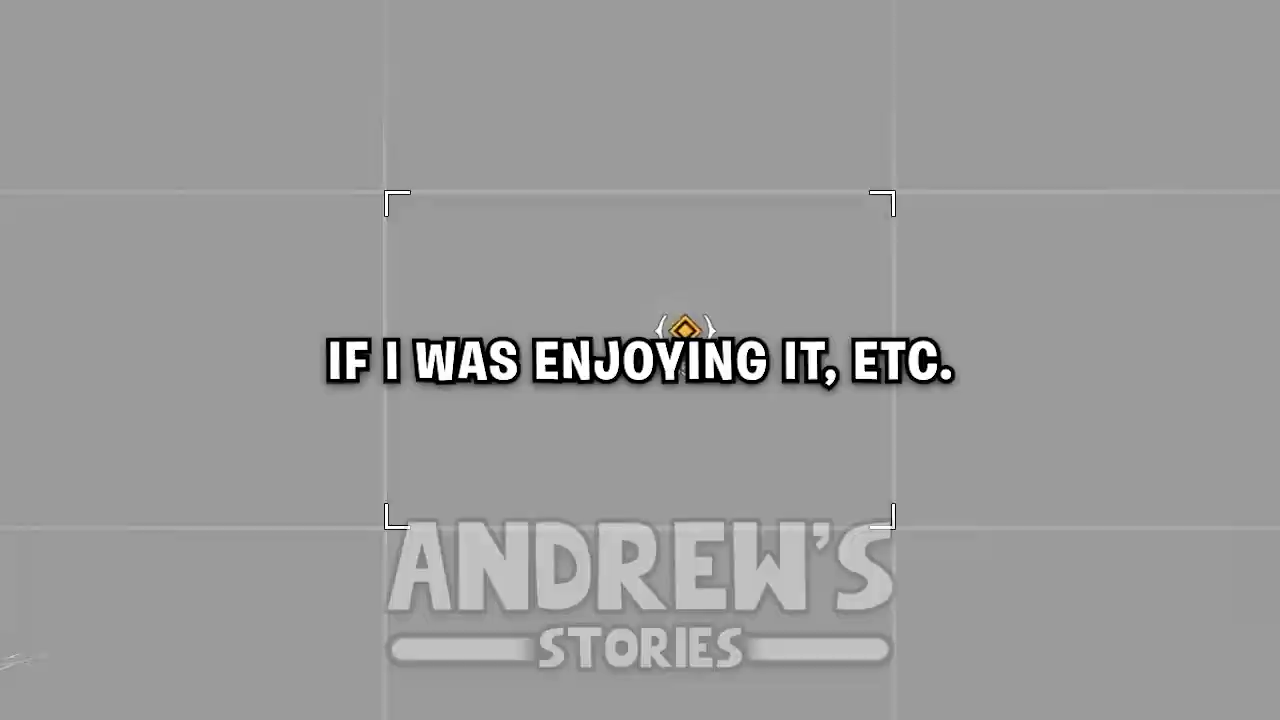 IF I WAS ENJOYING IT, ETC.
ANDREW'S
STORIES